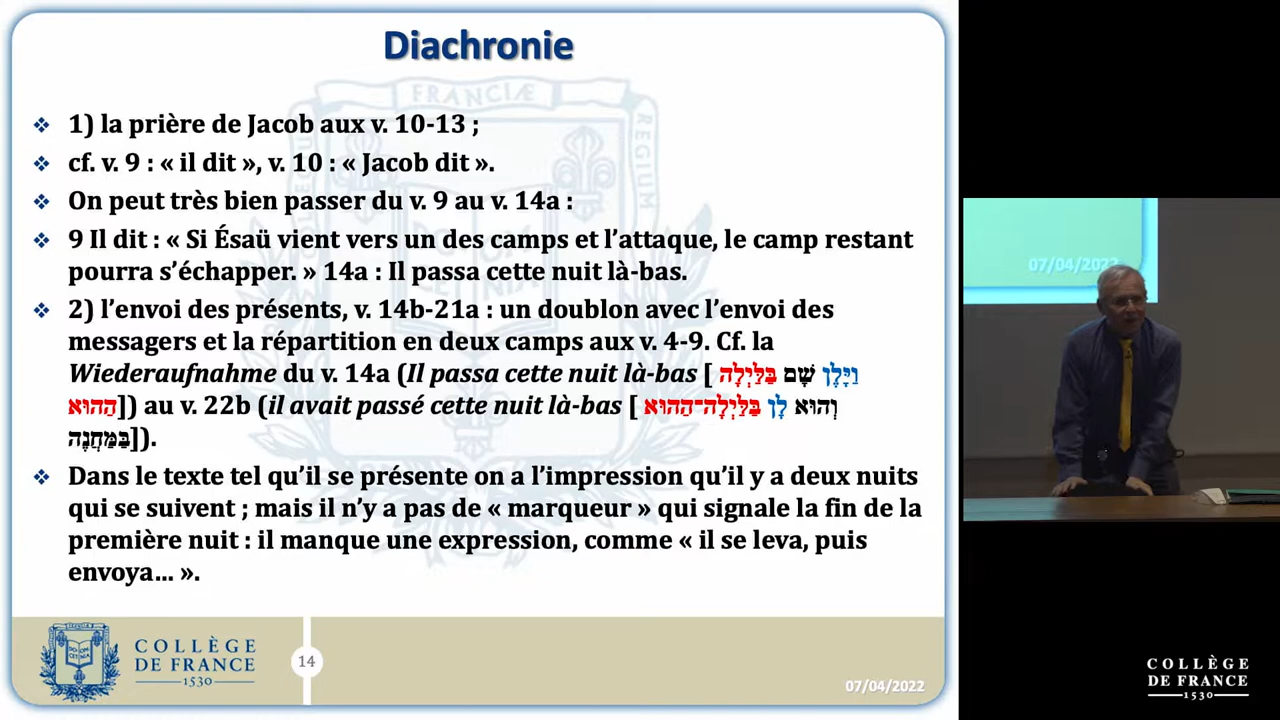 Diachronie
FRANCIÆ
REGIUM
❖ 1) la prière de Jacob aux v. 10-13 ;
❖ cf. v. 9 : « il dit », v. 10 : « Jacob dit ».
❖ On peut très bien passer du v. 9 au v. 14a :
❖ 9 Il dit : « Si Ésaü vient vers un des camps et l’attaque, le camp restant
pourra s’échapper. » 14a : Il passa cette nuit là-bas.
❖ 2) l’envoi des présents, v. 14b-21a : un doublon avec l’envoi des
messagers et la répartition en deux camps aux v. 4-9. Cf. la
Wiederaufnahme du v. 14a (Il passa cette nuit là-bas [ וַיָּלֶן שָׁם בַּלַּיְלָה
הַהוּא]) au v. 22b (il avait passé cette nuit là-bas [ וְהוּא לָן בַּלַּיְלָה־הַהוּא
בַּמַּחֲנֶה]).
❖ Dans le texte tel qu’il se présente on a l’impression qu’il y a deux nuits
qui se suivent ; mais il n’y a pas de « marqueur » qui signale la fin de la
première nuit : il manque une expression, comme « il se leva, puis
envoya… ».
COLLÈGE
DE FRANCE
1530
14
07/04/2022
07/04/2022
COLLÈGE
DE FRANCE
1530